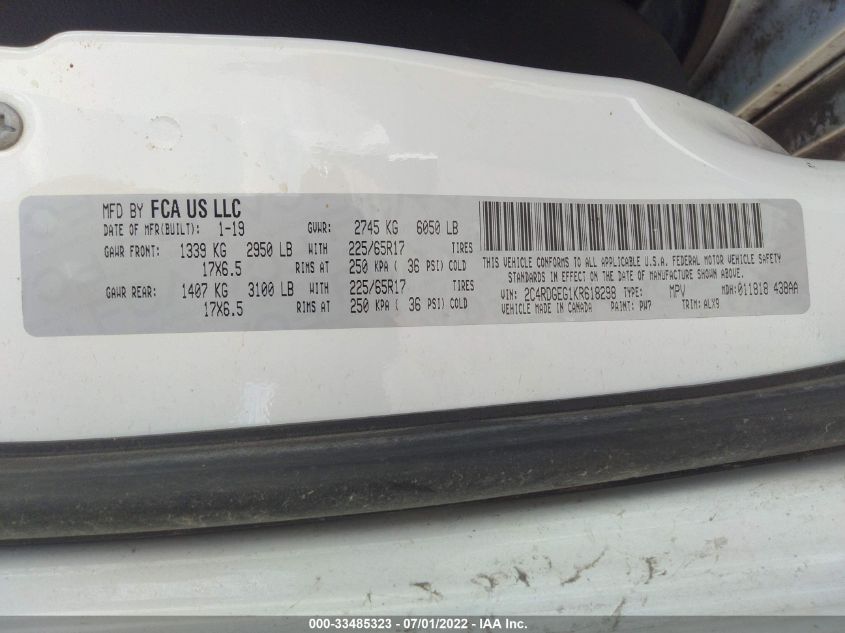 MFD BY FCA US LLC
DATE OF MFR(BUILT): 1-19 GVWR: 2745 KG 6050 LB
GAWR FRONT: 1339 KG 2950 LB WITH 225/65R17 TIRES
17X6.5 RIMS AT 250 KPA ( 36 PSI) COLD
GAWR REAR: 1407 KG 3100 LB WITH 225/65R17 TIRES
17X6.5 RIMS AT 250 KPA ( 36 PSI) COLD
THIS VEHICLE CONFORMS TO ALL APPLICABLE U.S.A. FEDERAL MOTOR VEHICLE SAFETY
STANDARDS IN EFFECT ON THE DATE OF MANUFACTURE SHOWN ABOVE.
VIN: 2C4RDGEG1KR618298 TYPE: MPV MDH: 011818 438AA
VEHICLE MADE IN CANADA PAINT: PW7 TRIM: ALX9
000-33485323 - 07/01/2022 - IAA Inc.